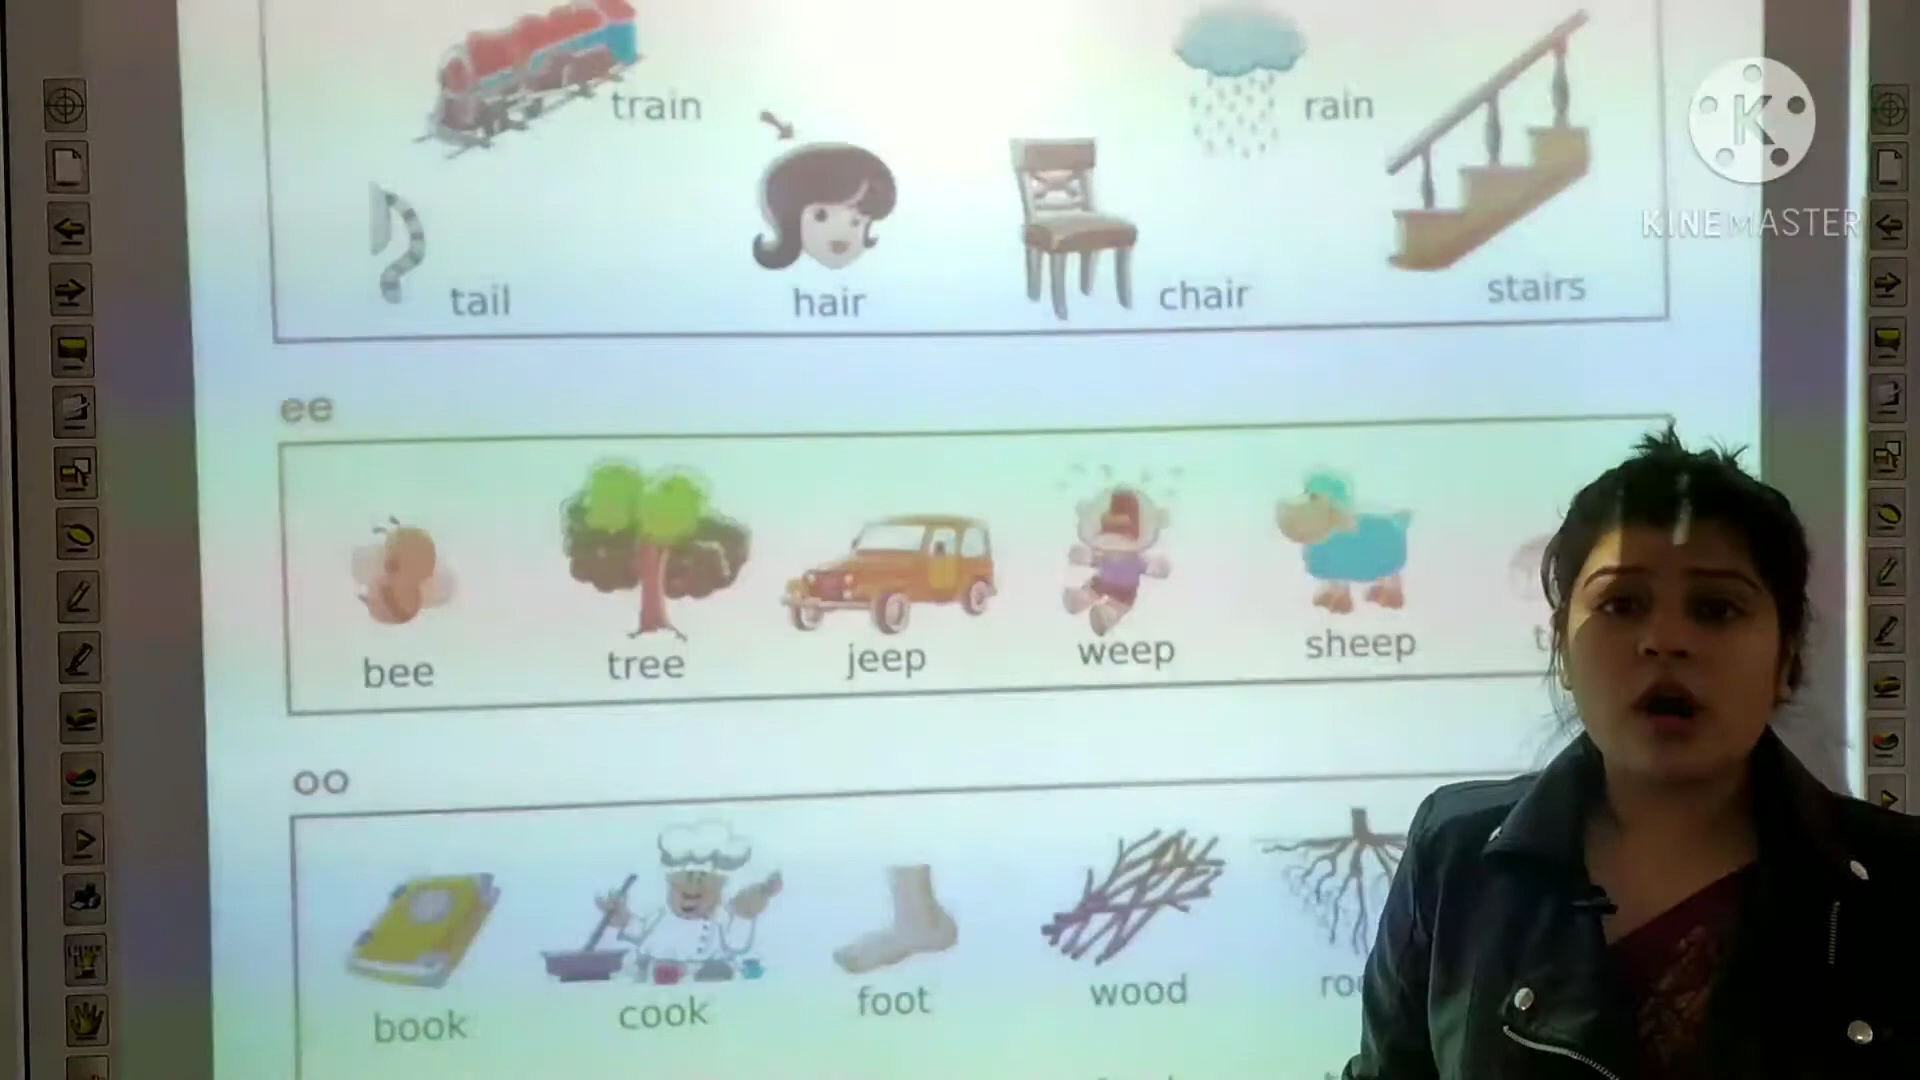 train
rain
tail
hair
chair
stairs
K
KINEMASTER
ee
bee
tree
jeep
weep
sheep
oo
book
cook
foot
wood